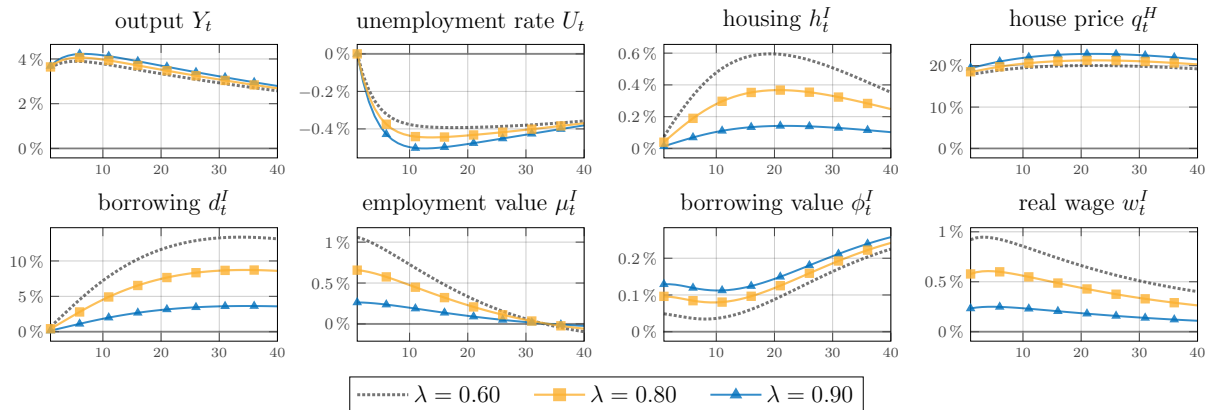 output Y_t
unemployment rate U_t
housing h_t^I
house price q_t^H
4 %
2 %
0 %
10 20 30 40
0 %
−0.2
−0.4 %
10 20 30 40
0.6 %
0.4 %
0.2 %
0 %
10 20 30 40
20 %
10 %
0 %
10 20 30 40
borrowing d_t^I
employment value μ_t^I
borrowing value ϕ_t^I
real wage w_t^I
10 %
5 %
0 %
10 20 30 40
1 %
0.5 %
0 %
10 20 30 40
0.2 %
0.1 %
0 %
10 20 30 40
1 %
0.5 %
0 %
10 20 30 40
λ = 0.60 λ = 0.80 λ = 0.90